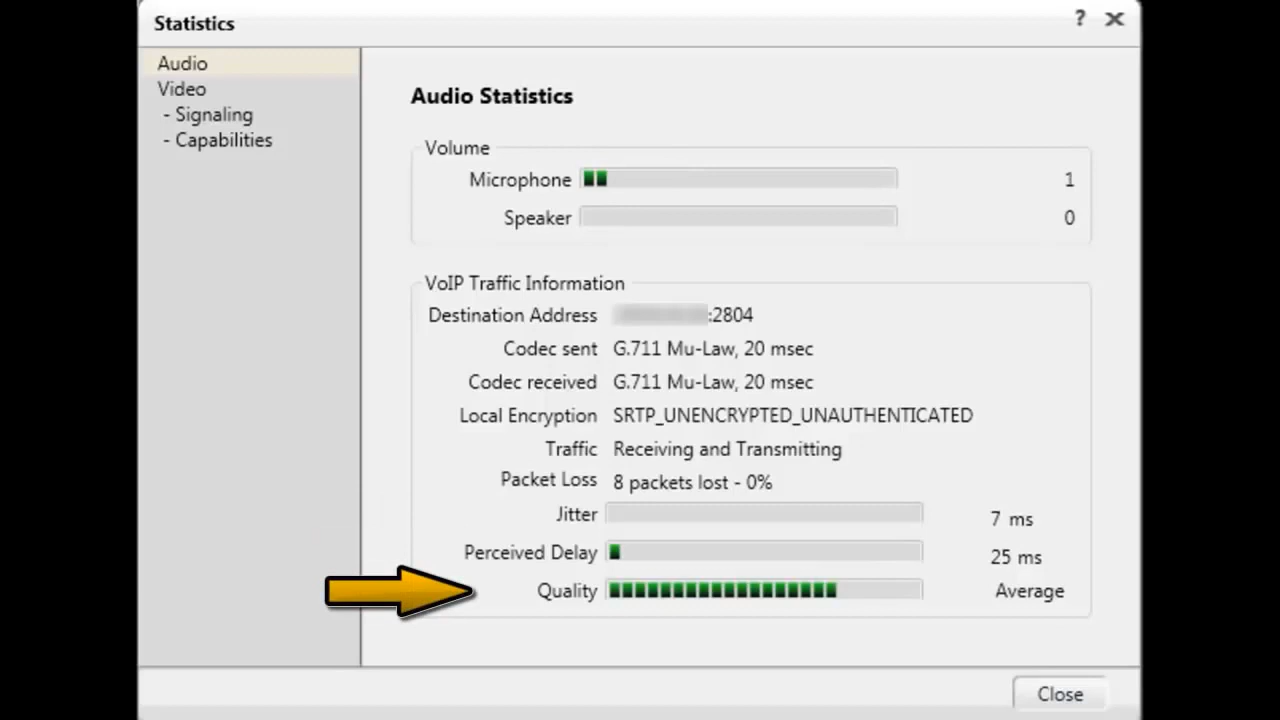 Statistics
?
Audio
Video
- Signaling
- Capabilities
Audio Statistics
Volume
Microphone 1
Speaker 0
VoIP Traffic Information
Destination Address :2804
Codec sent G.711 Mu-Law, 20 msec
Codec received G.711 Mu-Law, 20 msec
Local Encryption SRTP_UNENCRYPTED_UNAUTHENTICATED
Traffic Receiving and Transmitting
Packet Loss 8 packets lost - 0%
Jitter 7 ms
Perceived Delay 25 ms
Quality Average
Close